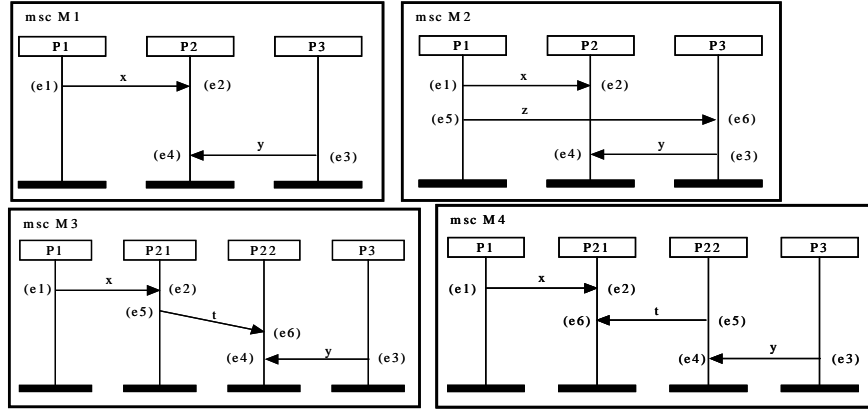 msc M1
P1 P2 P3
(e1) x (e2)
(e4) y (e3)
msc M2
P1 P2 P3
(e1) x (e2)
(e5) z (e6)
(e4) y (e3)
msc M3
P1 P21 P22 P3
(e1) x (e2)
(e5) t (e6)
(e4) y (e3)
msc M4
P1 P21 P22 P3
(e1) x (e2)
(e6) t (e5)
(e4) y (e3)